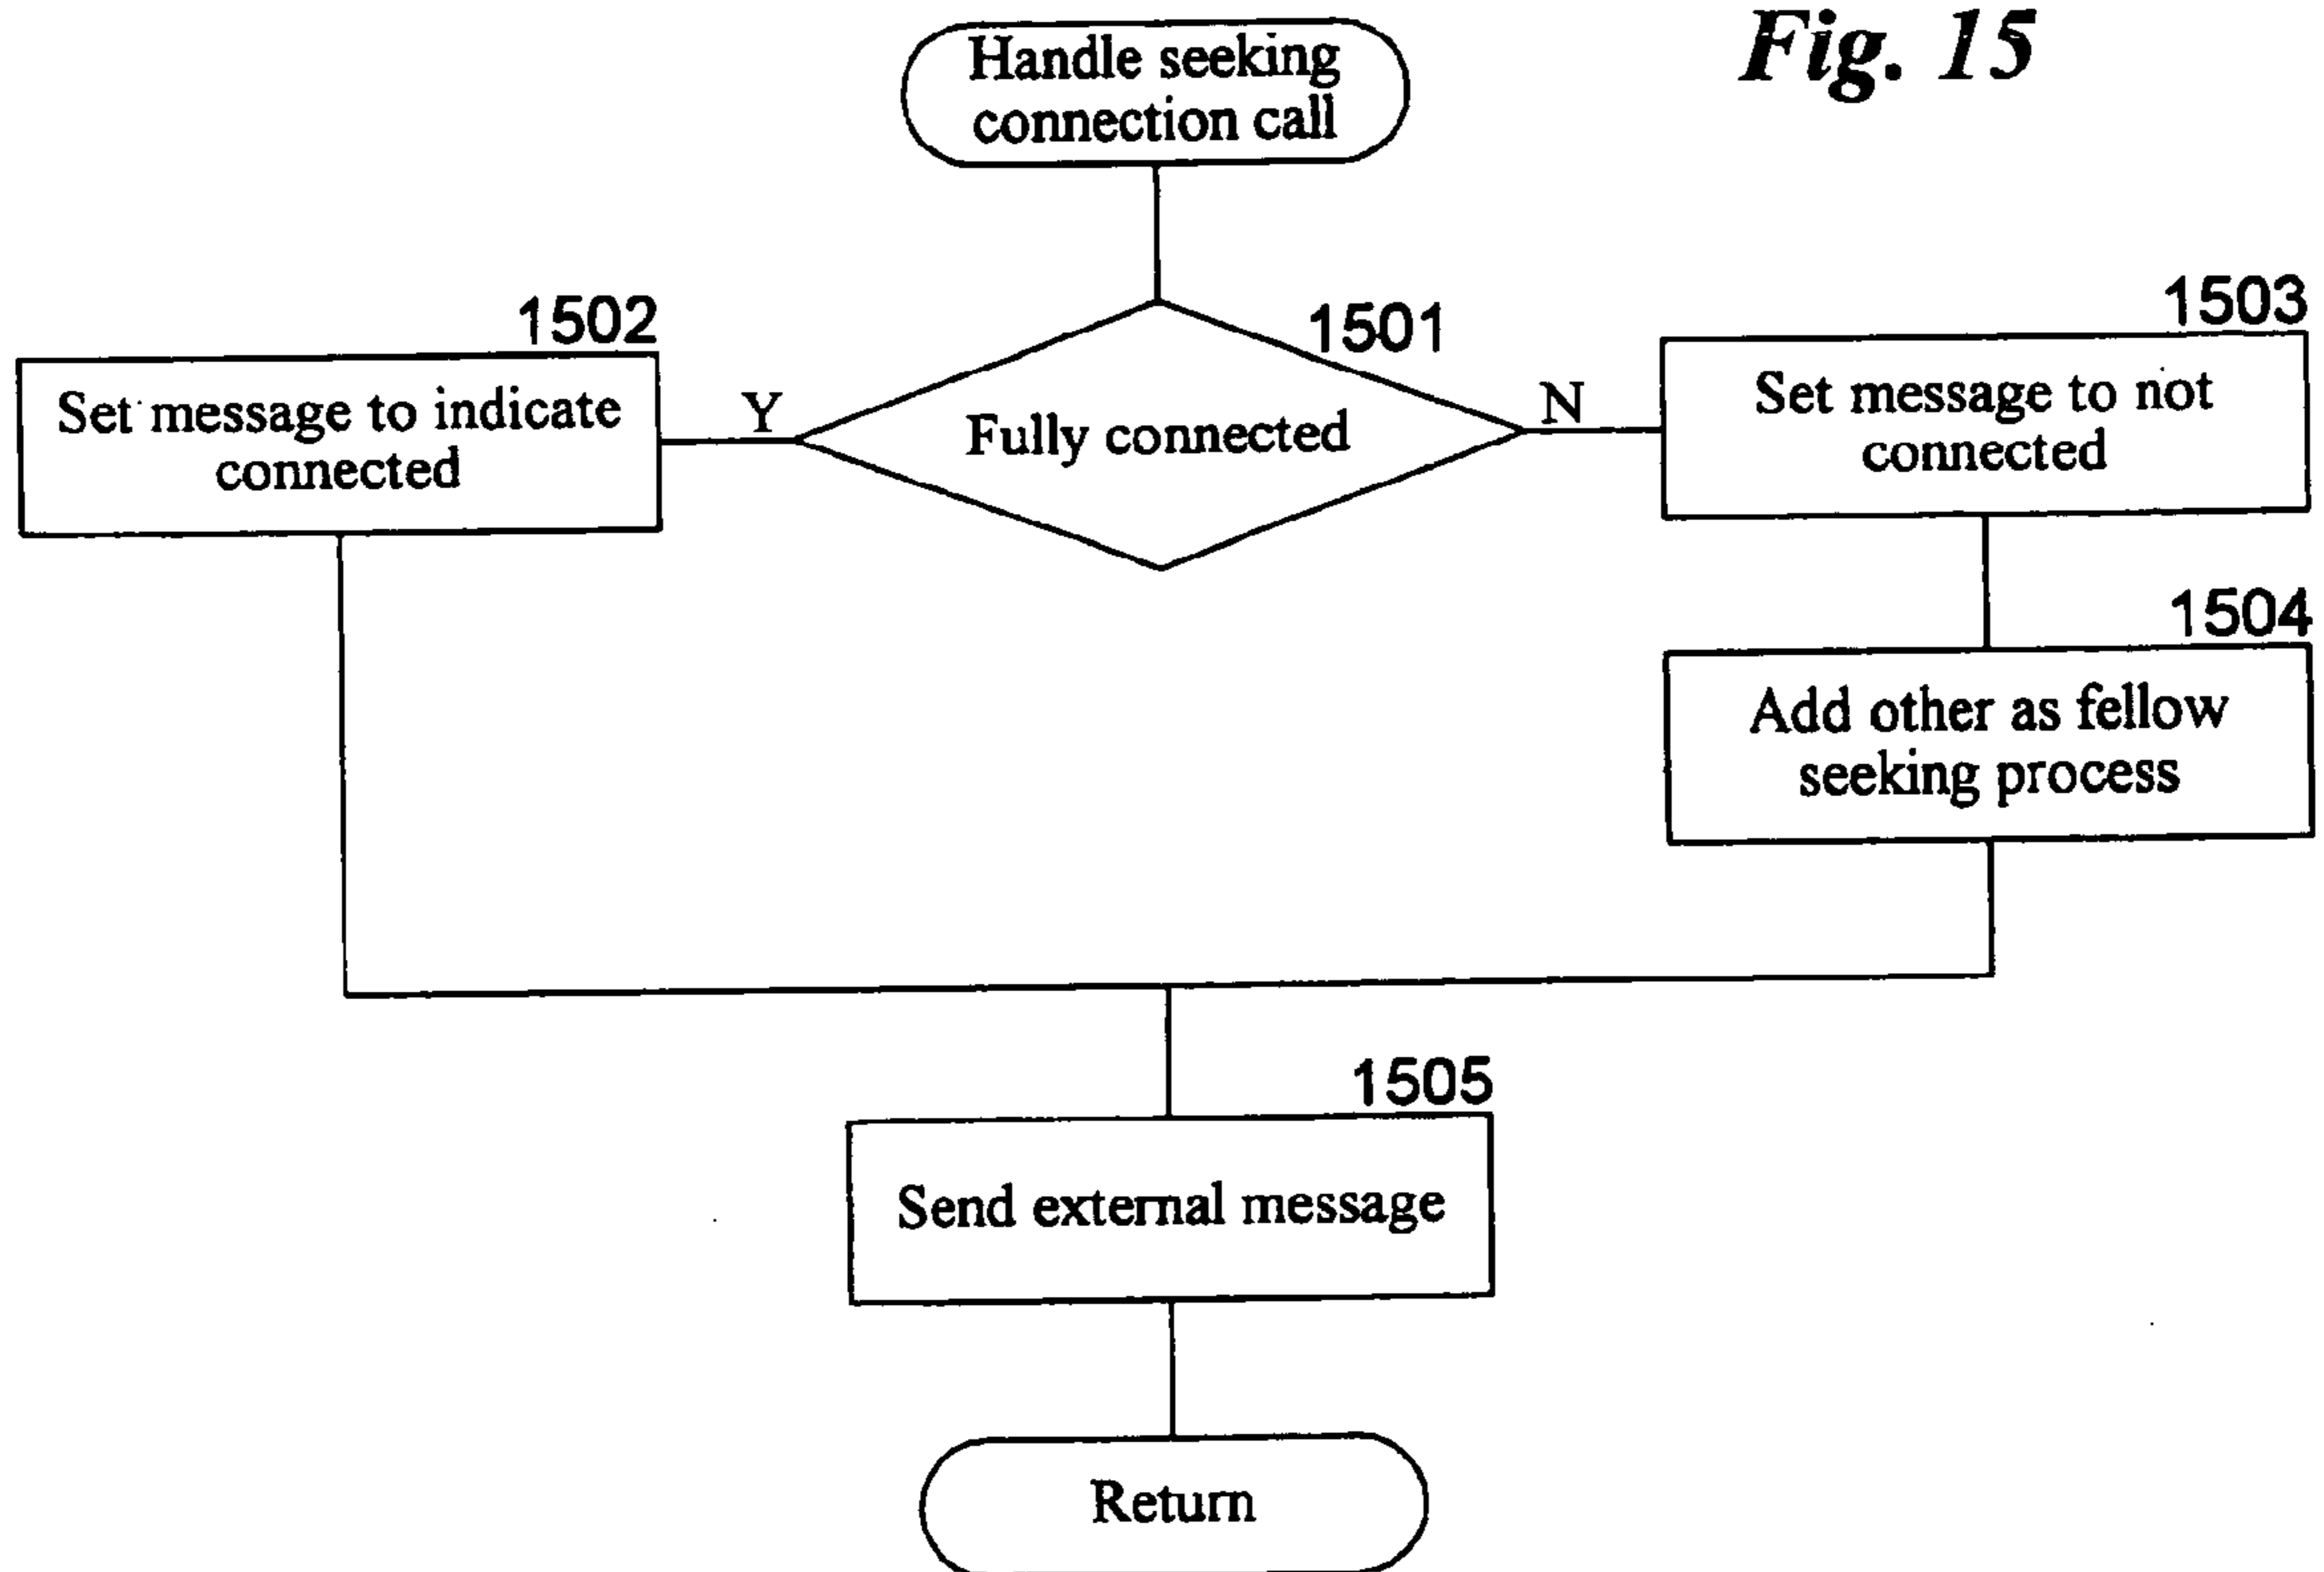 Fig. 15
Handle seeking
connection call
1501
Fully connected
Y
N
1502
Set message to indicate
connected
1503
Set message to not
connected
1504
Add other as fellow
seeking process
1505
Send external message
Return